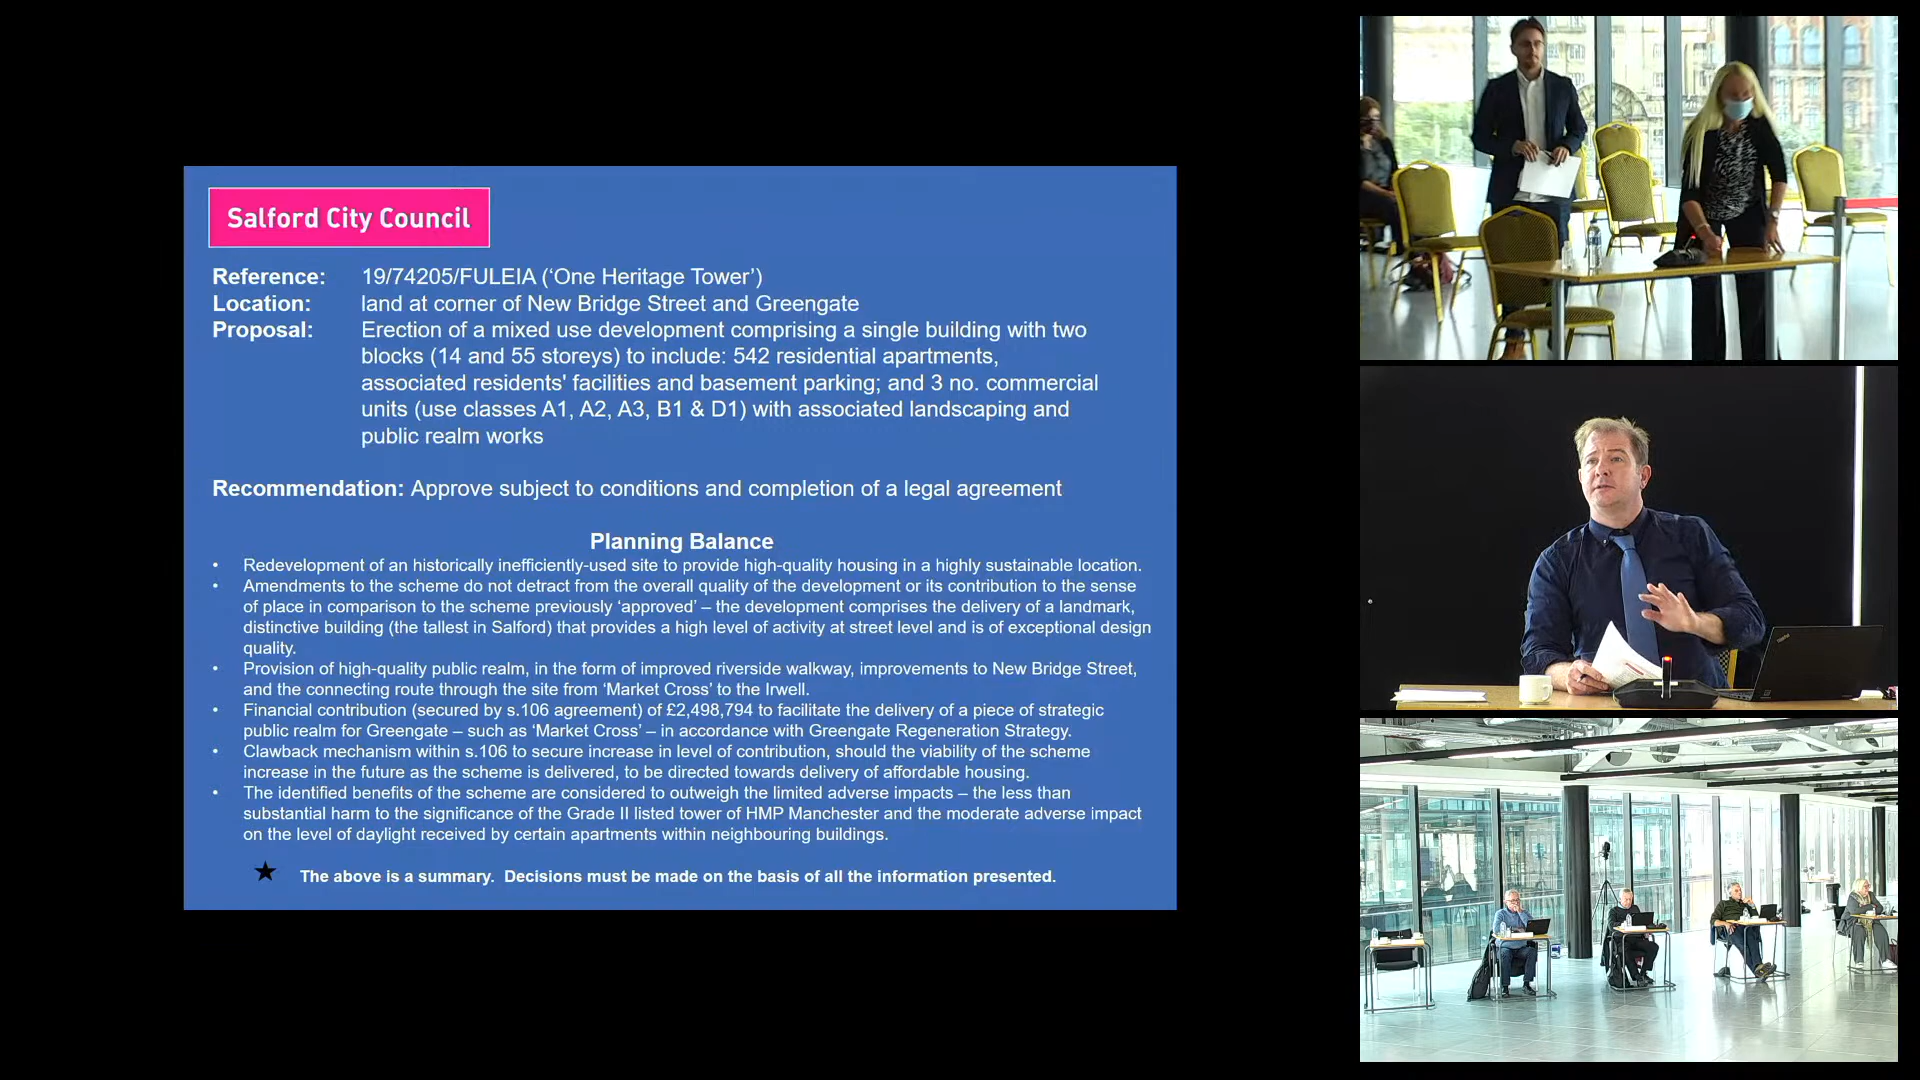 Salford City Council
Reference: 19/74205/FULEIA (‘One Heritage Tower’)
Location: land at corner of New Bridge Street and Greengate
Proposal: Erection of a mixed use development comprising a single building with two
blocks (14 and 55 storeys) to include: 542 residential apartments,
associated residents' facilities and basement parking; and 3 no. commercial
units (use classes A1, A2, A3, B1 & D1) with associated landscaping and
public realm works
Recommendation: Approve subject to conditions and completion of a legal agreement
Planning Balance
• Redevelopment of an historically inefficiently-used site to provide high-quality housing in a highly sustainable location.
• Amendments to the scheme do not detract from the overall quality of the development or its contribution to the sense
of place in comparison to the scheme previously ‘approved’ – the development comprises the delivery of a landmark,
distinctive building (the tallest in Salford) that provides a high level of activity at street level and is of exceptional design
quality.
• Provision of high-quality public realm, in the form of improved riverside walkway, improvements to New Bridge Street,
and the connecting route through the site from ‘Market Cross’ to the Irwell.
• Financial contribution (secured by s.106 agreement) of £2,498,794 to facilitate the delivery of a piece of strategic
public realm for Greengate – such as ‘Market Cross’ – in accordance with Greengate Regeneration Strategy.
• Clawback mechanism within s.106 to secure increase in level of contribution, should the viability of the scheme
increase in the future as the scheme is delivered, to be directed towards delivery of affordable housing.
• The identified benefits of the scheme are considered to outweigh the limited adverse impacts – the less than
substantial harm to the significance of the Grade II listed tower of HMP Manchester and the moderate adverse impact
on the level of daylight received by certain apartments within neighbouring buildings.
★ The above is a summary. Decisions must be made on the basis of all the information presented.